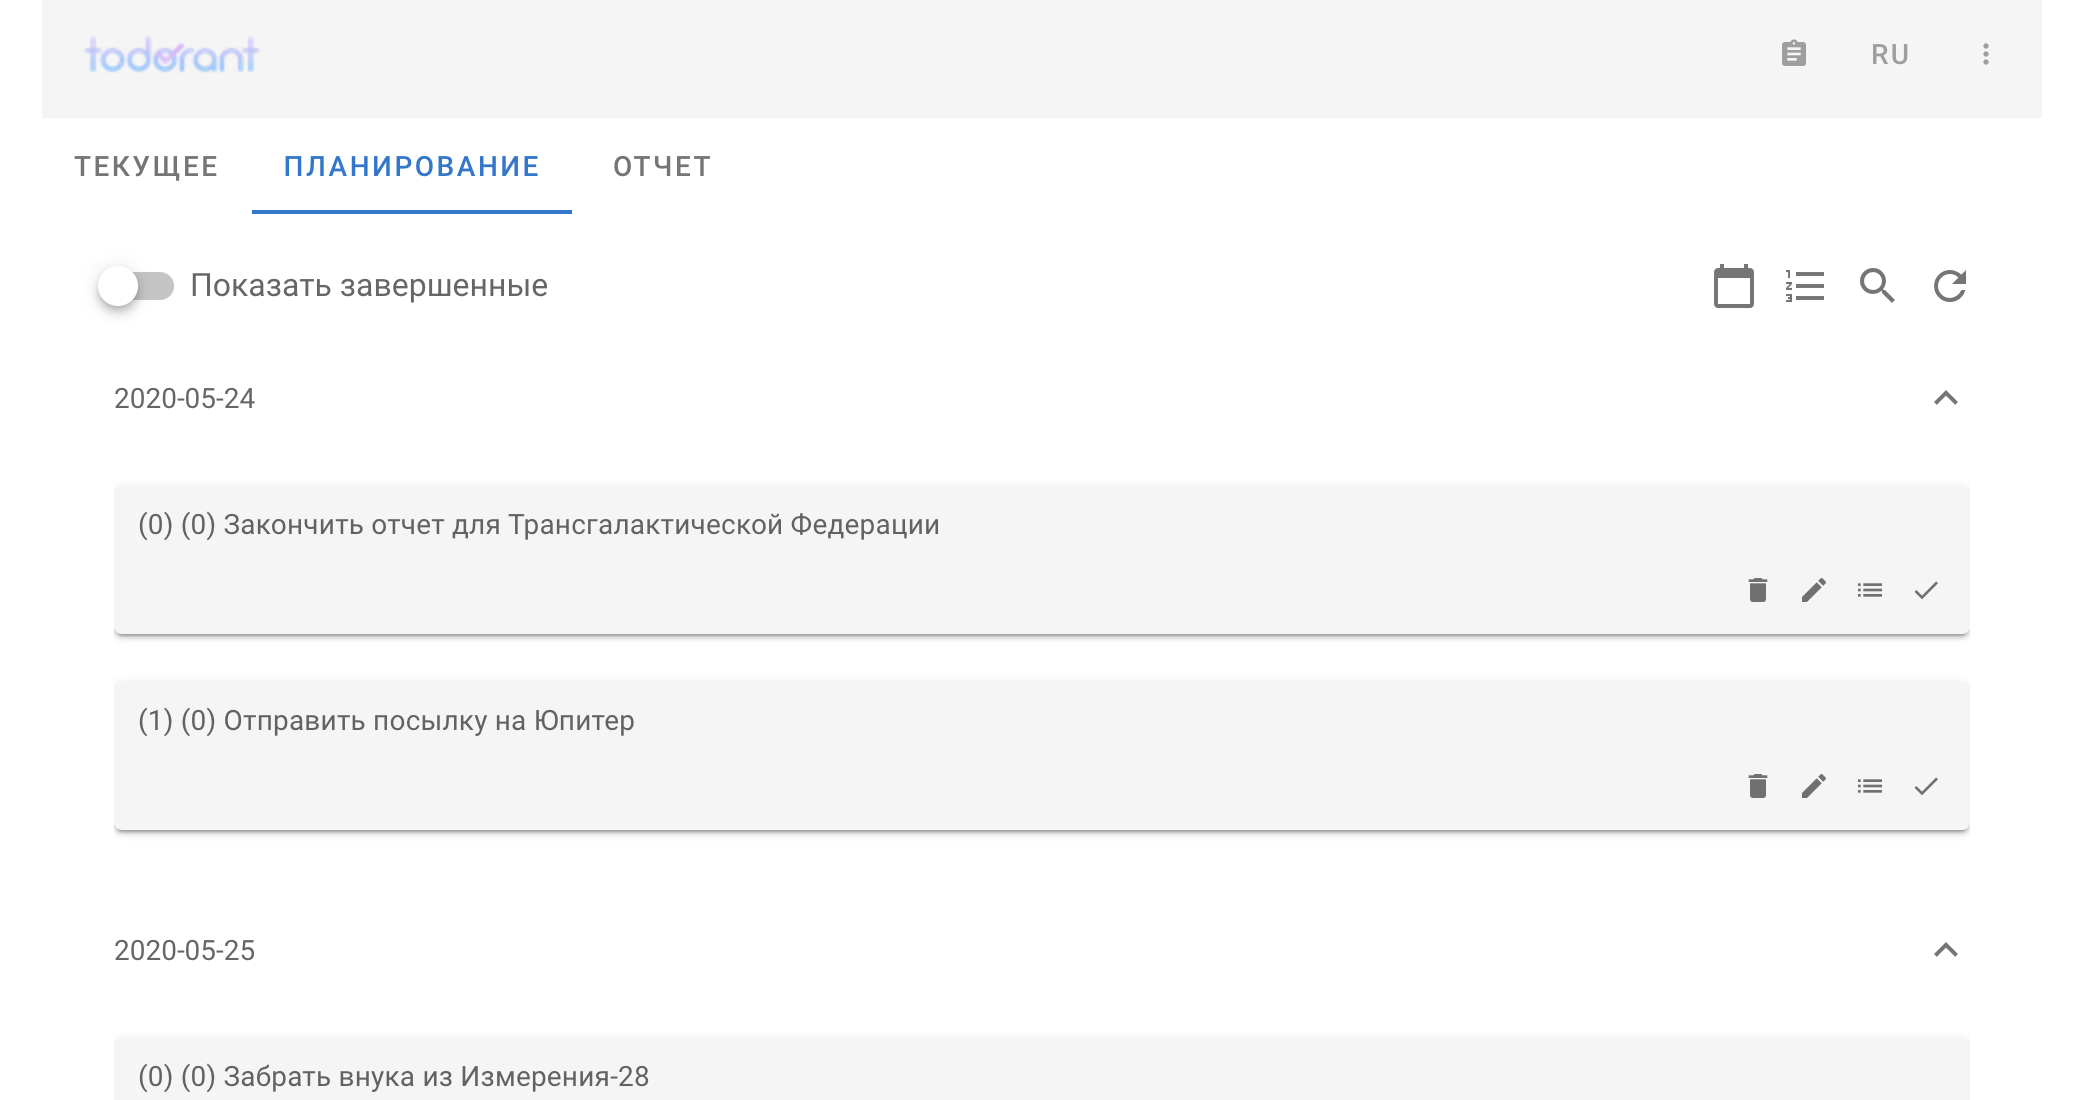 todorant
RU
ТЕКУЩЕЕ ПЛАНИРОВАНИЕ ОТЧЕТ
Показать завершенные
2020-05-24
(0) (0) Закончить отчет для Трансгалактической Федерации
(1) (0) Отправить посылку на Юпитер
2020-05-25
(0) (0) Забрать внука из Измерения-28